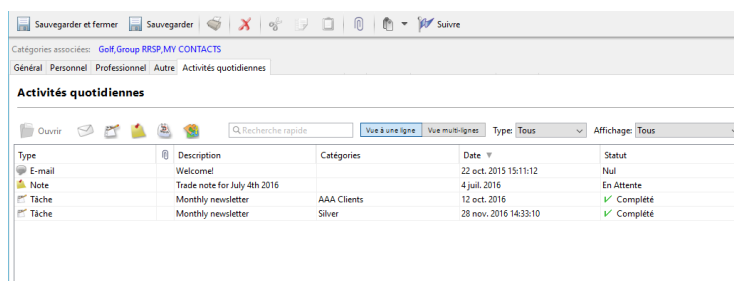 Sauvegarder et fermer Sauvegarder Suivre
Catégories associées: Golf,Group RRSP,MY CONTACTS
Général Personnel Professionnel Autre Activités quotidiennes
Activités quotidiennes
Ouvrir Recherche rapide Vue à une ligne Vue multi-lignes Type: Tous Affichage: Tous
Type Description Catégories Date Statut
E-mail Welcome! 22 oct. 2015 15:11:12 Nul
Note Trade note for July 4th 2016 4 juil. 2016 En Attente
Tâche Monthly newsletter AAA Clients 12 oct. 2016 Complété
Tâche Monthly newsletter Silver 28 nov. 2016 14:33:10 Complété